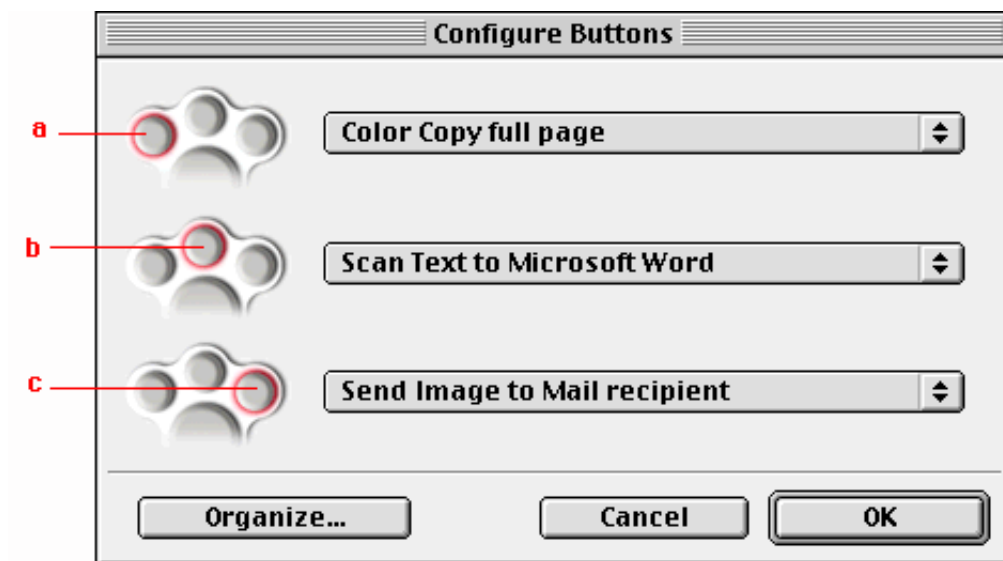 Configure Buttons
a
Color Copy full page
b
Scan Text to Microsoft Word
c
Send Image to Mail recipient
Organize... Cancel OK